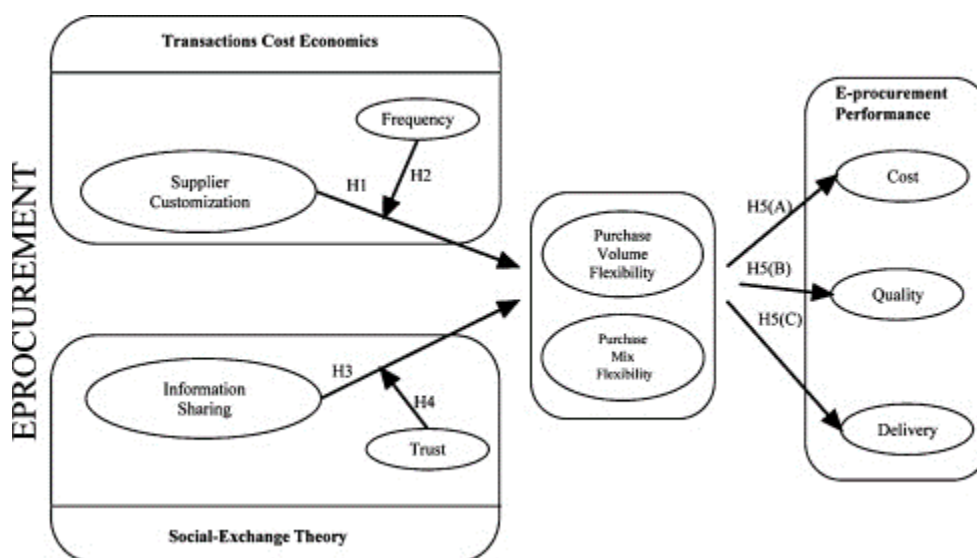 EPROCUREMENT
Transactions Cost Economics
Frequency
Supplier
Customization
H1
H2
Information
Sharing
H3
H4
Trust
Social-Exchange Theory
Purchase
Volume
Flexibility
Purchase
Mix
Flexibility
H5(A)
H5(B)
H5(C)
E-procurement
Performance
Cost
Quality
Delivery